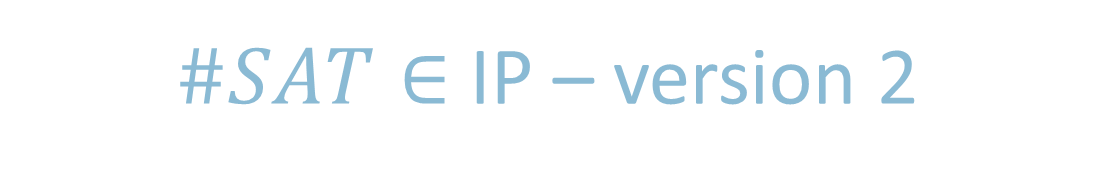 #𝑆𝐴𝑇 ∈ IP – version 2